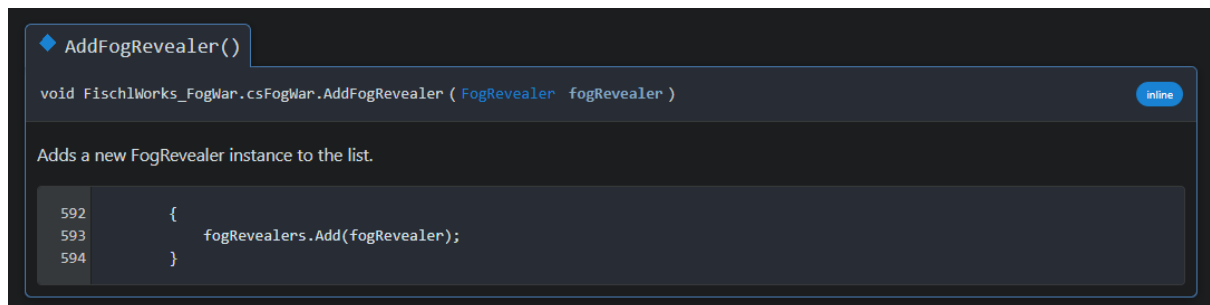 AddFogRevealer()
void FischlWorks_FogWar.csFogWar.AddFogRevealer ( FogRevealer fogRevealer ) inline
Adds a new FogRevealer instance to the list.
592 {
593 fogRevealers.Add(fogRevealer);
594 }